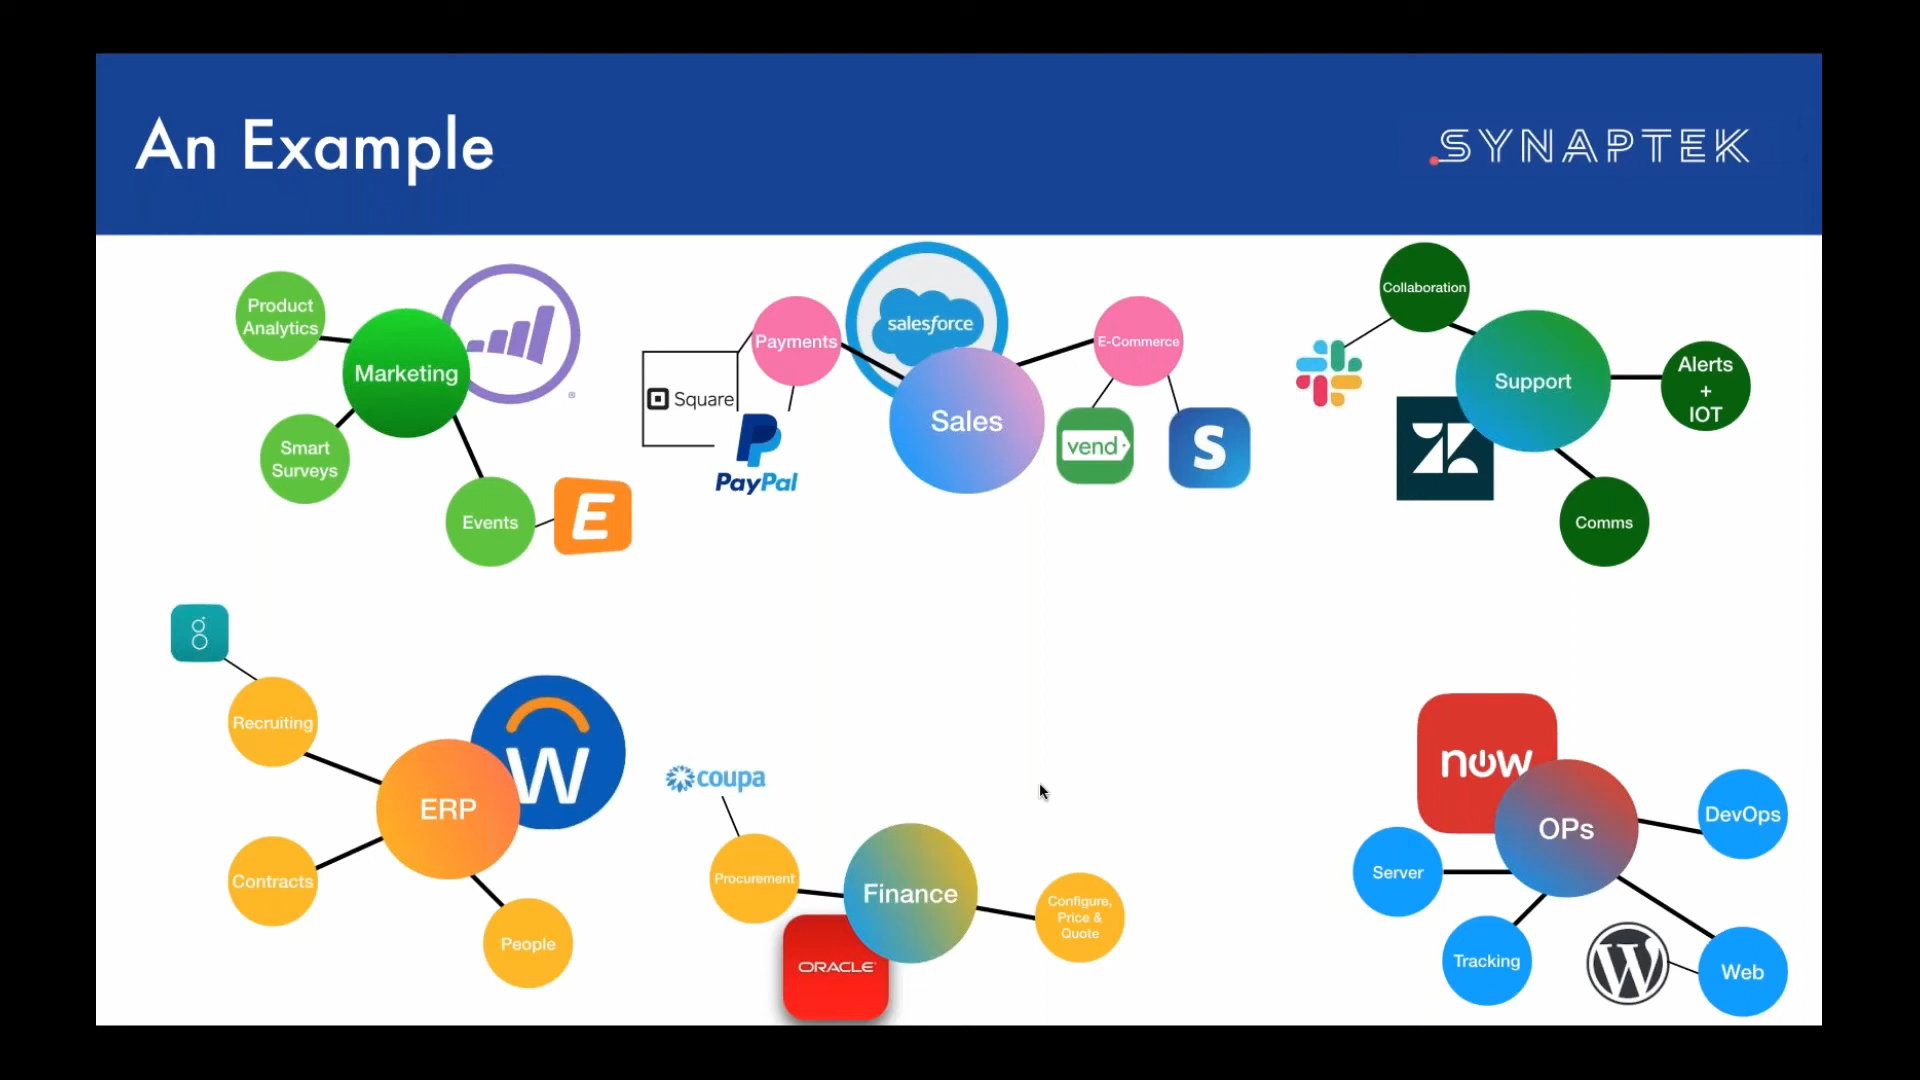 An Example
SYNAPTEK
Product
Analytics
Marketing
Smart
Surveys
Events
E
Payments
Square
PayPal
salesforce
Sales
E-Commerce
vend
S
Collaboration
Support
Alerts
+
IOT
Comms
Recruiting
ERP
W
Contracts
People
coupa
Procurement
Finance
ORACLE
Configure,
Price &
Quote
now
OPs
DevOps
Server
Tracking
W
Web